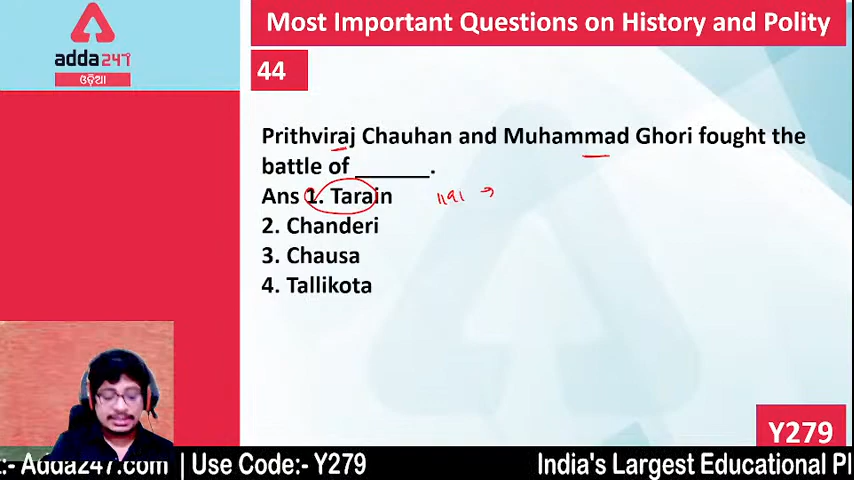 Most Important Questions on History and Polity
adda247
ଓଡ଼ିଆ
44
Prithviraj Chauhan and Muhammad Ghori fought the
battle of ______.
Ans 1. Tarain
1191 →
2. Chanderi
3. Chausa
4. Tallikota
Y279
:- Adda247.com | Use Code:- Y279
India's Largest Educational Pl